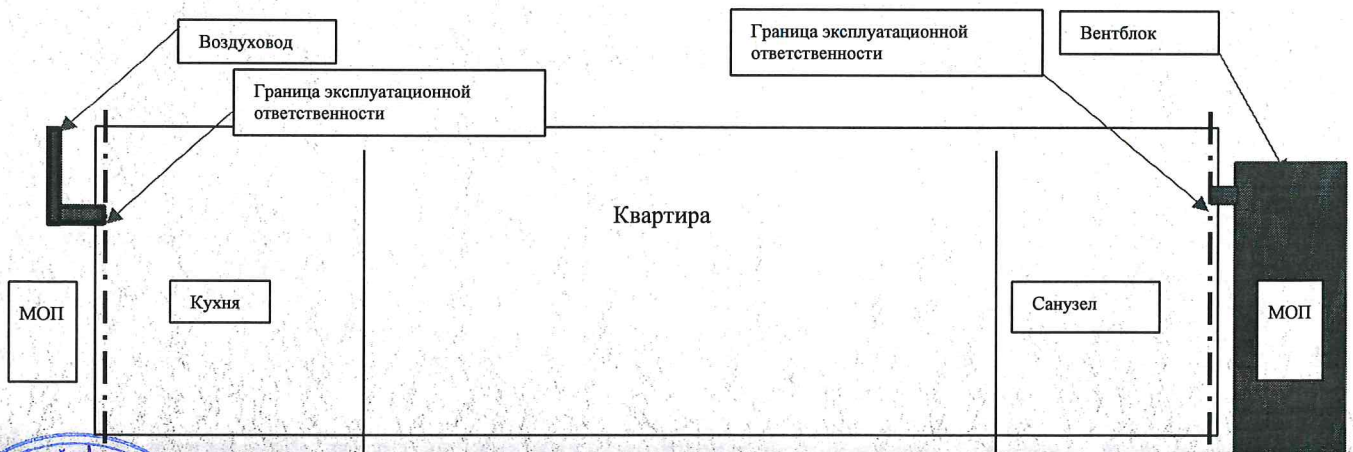 Воздуховод
Граница эксплуатационной
ответственности
Граница эксплуатационной
ответственности
Вентблок
Квартира
МОП
Кухня
Санузел
МОП